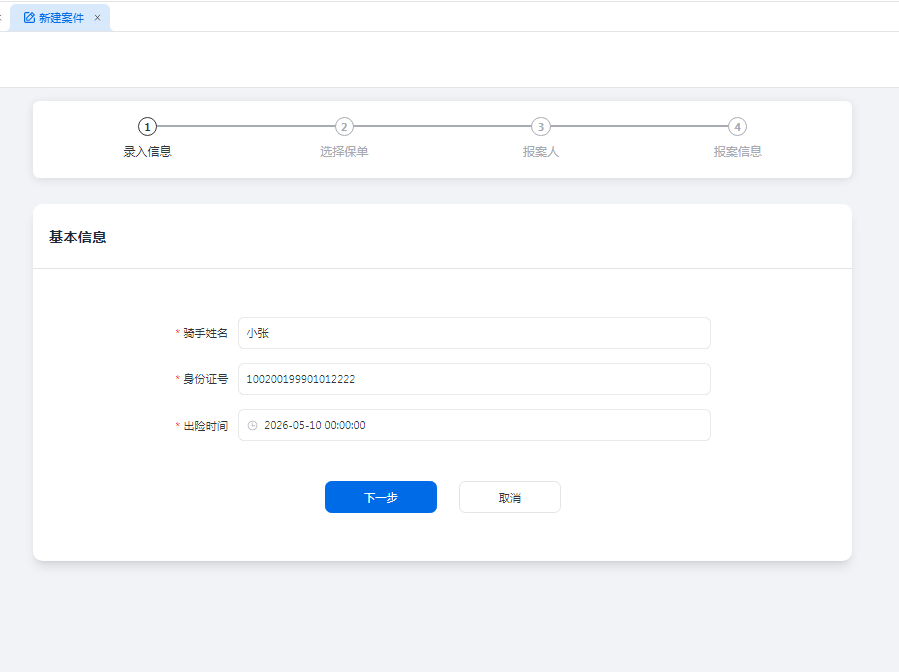 新建案件 ×
1 2 3 4
录入信息 选择保单 报案人 报案信息
基本信息
* 骑手姓名 小张
* 身份证号 100200199901012222
* 出险时间 2026-05-10 00:00:00
下一步 取消